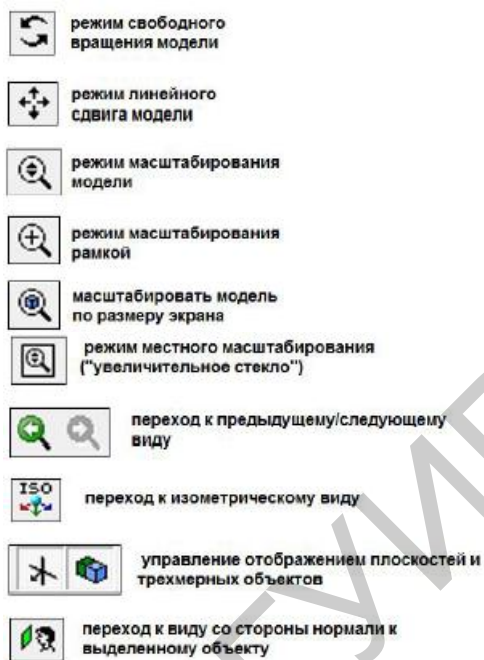 режим свободного
вращения модели
режим линейного
сдвига модели
режим масштабирования
модели
режим масштабирования
рамкой
масштабировать модель
по размеру экрана
режим местного масштабирования
("увеличительное стекло")
переход к предыдущему/следующему
виду
ISO
переход к изометрическому виду
управление отображением плоскостей и
трехмерных объектов
переход к виду со стороны нормали к
выделенному объекту